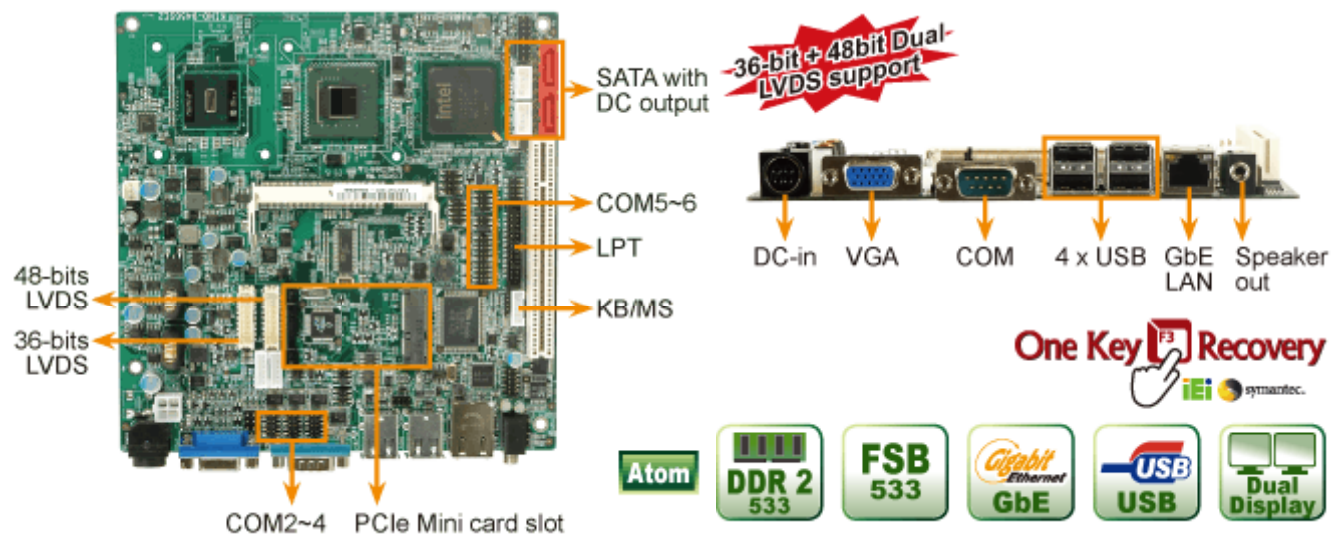 intel
SATA with
DC output
COM5~6
LPT
KB/MS
48-bits
LVDS
36-bits
LVDS
COM2~4
PCIe Mini card slot
36-bit + 48bit Dual-
LVDS support
DC-in
VGA
COM
4 x USB
GbE
LAN
Speaker
out
One Key F3 Recovery
iEi symantec.
Atom
DDR 2
533
FSB
533
Gigabit
Ethernet
GbE
USB
USB
Dual
Display